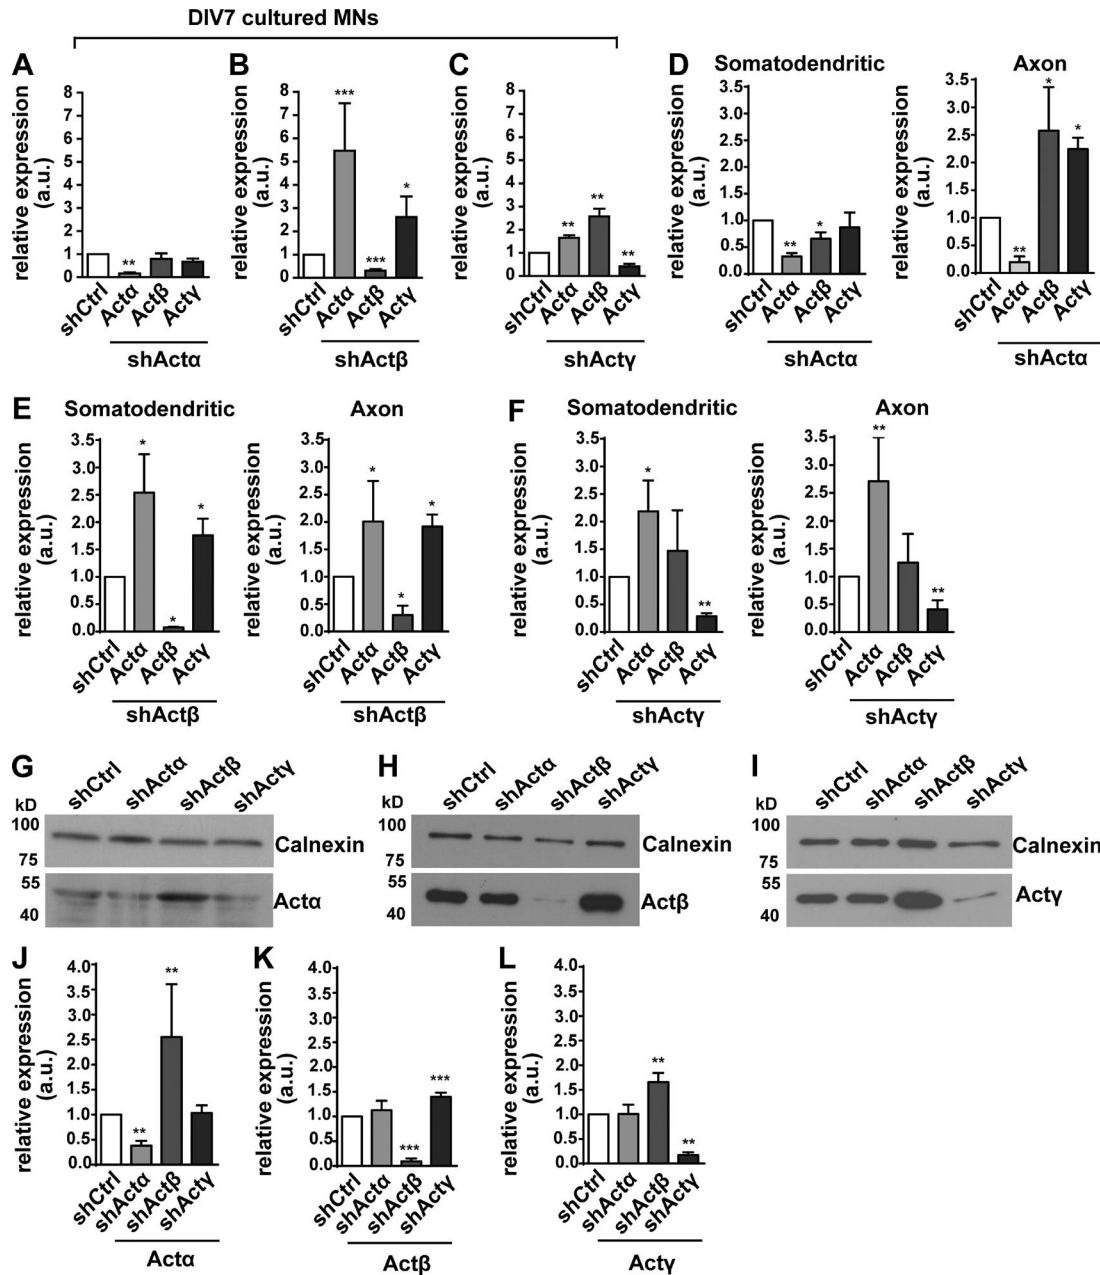 DIV7 cultured MNs
A
relative expression
(a.u.)
8
7
6
5
4
3
2
1
0
shCtrl
Actα
Actβ
Actγ
**
shActα
B
relative expression
(a.u.)
8
7
6
5
4
3
2
1
0
***
***
*
shCtrl
Actα
Actβ
Actγ
shActβ
C
relative expression
(a.u.)
8
7
6
5
4
3
2
1
0
**
**
**
shCtrl
Actα
Actβ
Actγ
shActγ
D
Somatodendritic
relative expression
(a.u.)
3.5
3.0
2.5
2.0
1.5
1.0
0.5
0.0
**
*
shCtrl
Actα
Actβ
Actγ
shActα
Axon
relative expression
(a.u.)
3.5
3.0
2.5
2.0
1.5
1.0
0.5
0.0
**
*
*
shCtrl
Actα
Actβ
Actγ
shActα
E
Somatodendritic
relative expression
(a.u.)
3.5
3.0
2.5
2.0
1.5
1.0
0.5
0.0
*
*
*
shCtrl
Actα
Actβ
Actγ
shActβ
Axon
relative expression
(a.u.)
3.5
3.0
2.5
2.0
1.5
1.0
0.5
0.0
*
*
*
shCtrl
Actα
Actβ
Actγ
shActβ
F
Somatodendritic
relative expression
(a.u.)
3.5
3.0
2.5
2.0
1.5
1.0
0.5
0.0
*
**
shCtrl
Actα
Actβ
Actγ
shActγ
Axon
relative expression
(a.u.)
3.5
3.0
2.5
2.0
1.5
1.0
0.5
0.0
**
**
shCtrl
Actα
Actβ
Actγ
shActγ
G
shCtrl
shActα
shActβ
shActγ
kD
100
75
Calnexin
55
40
Actα
H
shCtrl
shActα
shActβ
shActγ
kD
100
75
Calnexin
55
40
Actβ
I
shCtrl
shActα
shActβ
shActγ
kD
100
75
Calnexin
55
40
Actγ
J
relative expression
(a.u.)
4.0
3.5
3.0
2.5
2.0
1.5
1.0
0.5
0.0
**
**
shCtrl
shActα
shActβ
shActγ
Actα
K
relative expression
(a.u.)
4.0
3.5
3.0
2.5
2.0
1.5
1.0
0.5
0.0
***
***
shCtrl
shActα
shActβ
shActγ
Actβ
L
relative expression
(a.u.)
4.0
3.5
3.0
2.5
2.0
1.5
1.0
0.5
0.0
**
**
shCtrl
shActα
shActβ
shActγ
Actγ